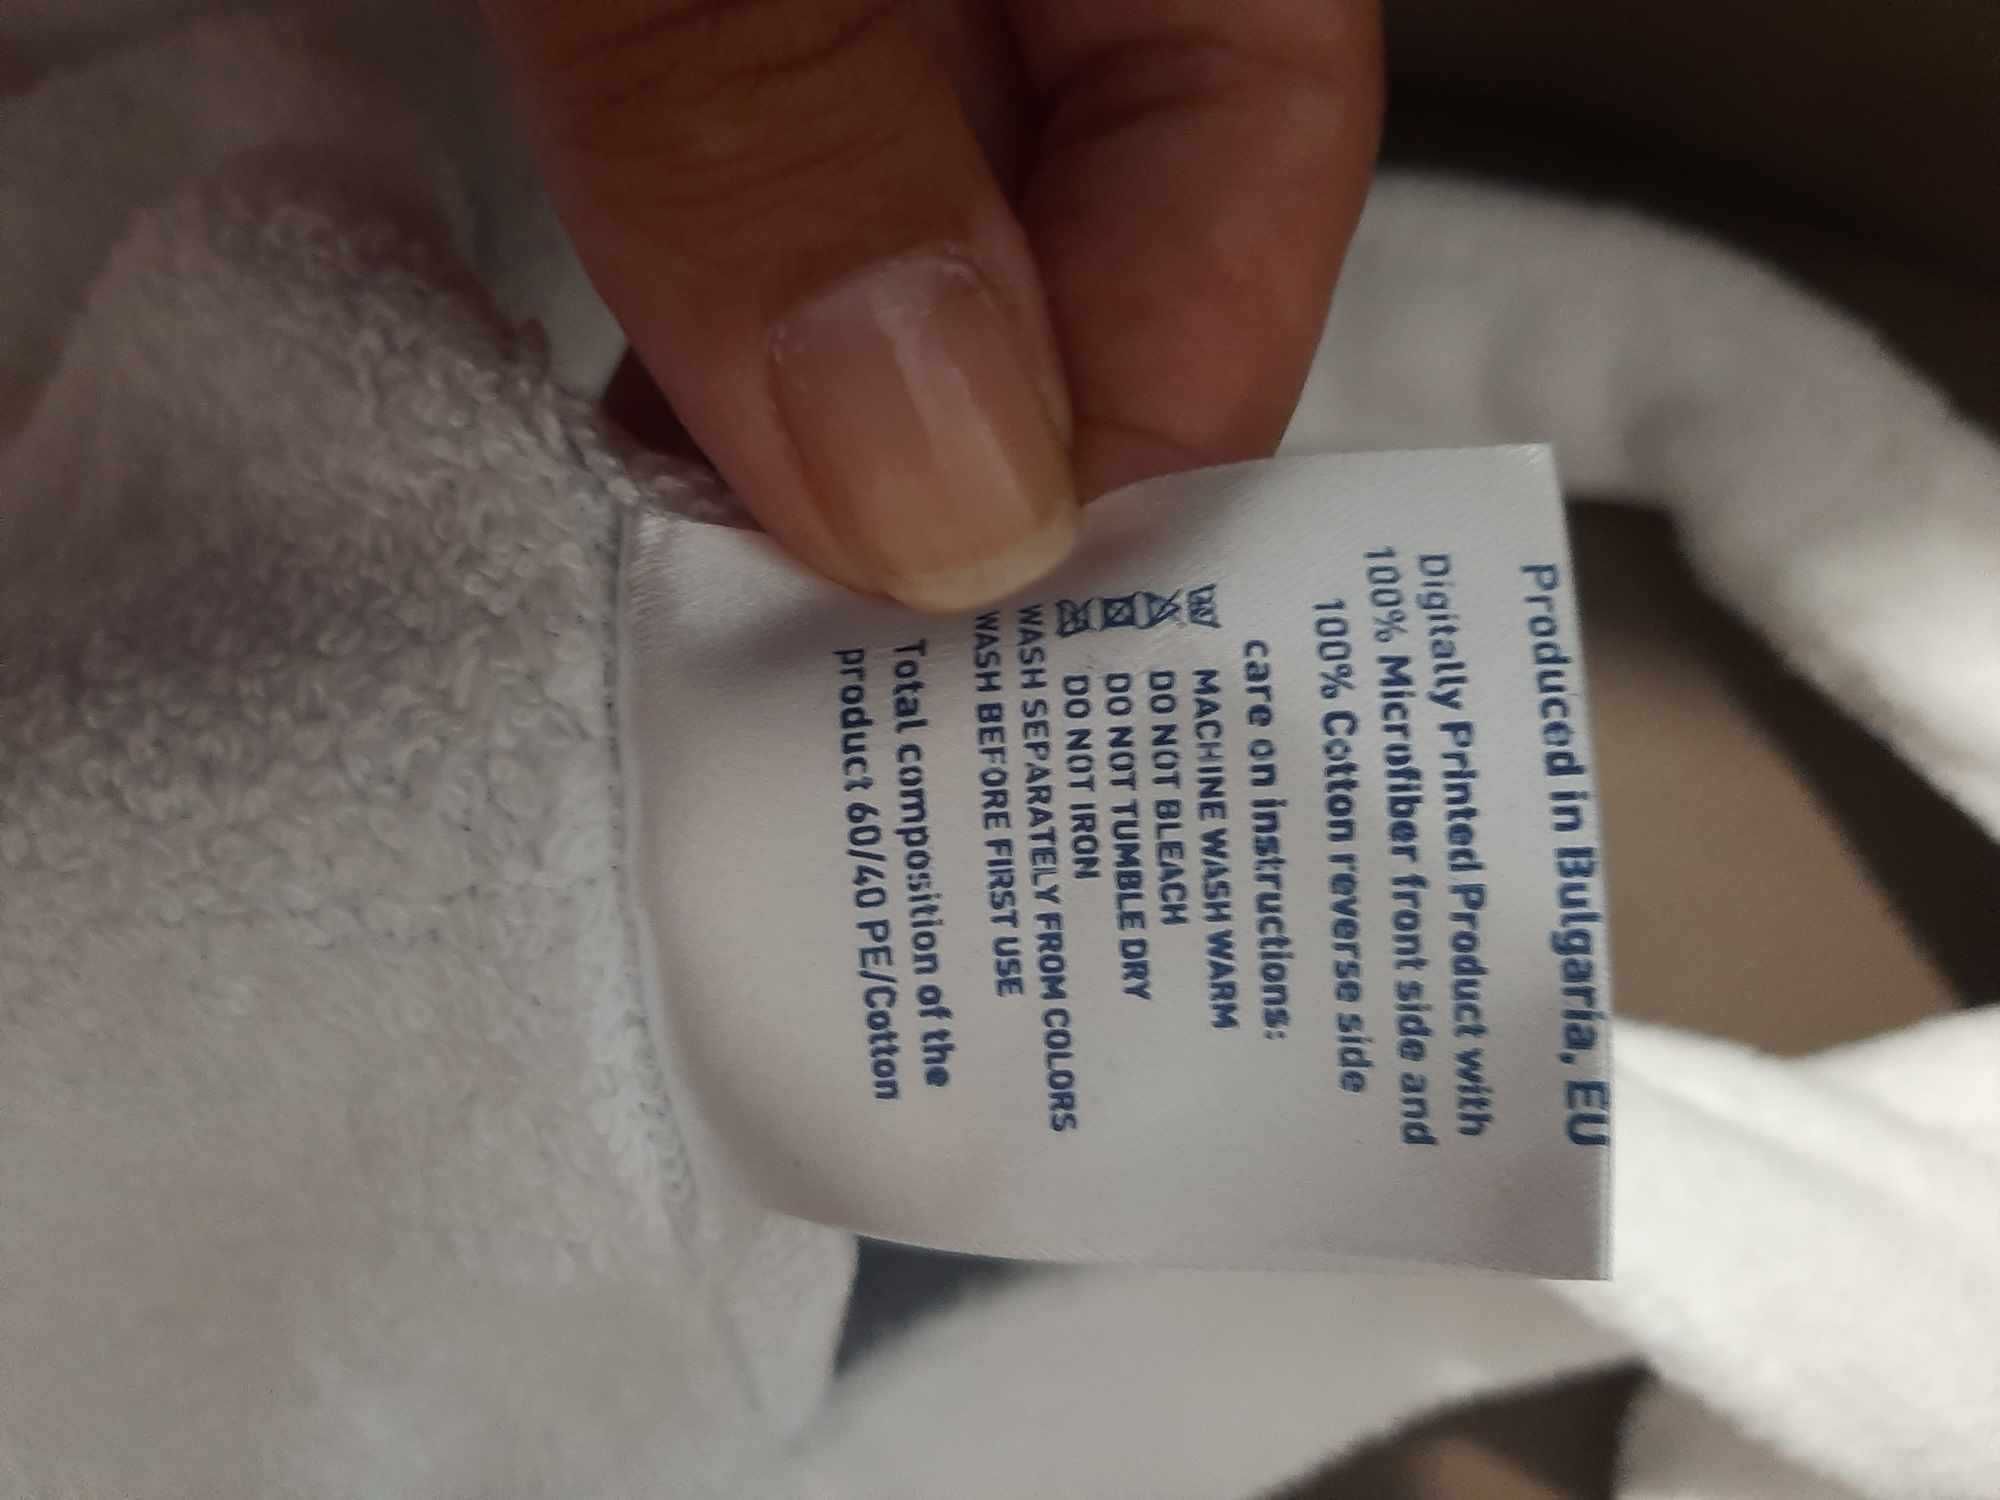 Produced in Bulgaria, EU
Digitally Printed Product with
100% Microfiber front side and
100% Cotton reverse side
care on instructions:
MACHINE WASH WARM
DO NOT BLEACH
DO NOT TUMBLE DRY
DO NOT IRON
WASH SEPARATELY FROM COLORS
WASH BEFORE FIRST USE
Total composition of the
product 60/40 PE/Cotton